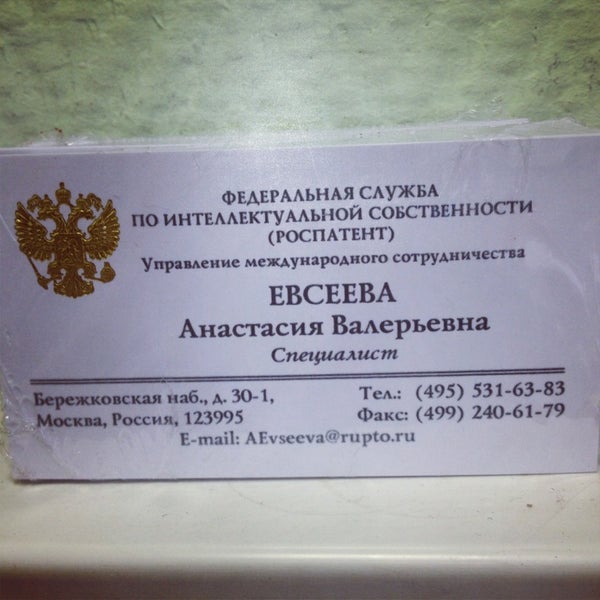 ФЕДЕРАЛЬНАЯ СЛУЖБА
ПО ИНТЕЛЛЕКТУАЛЬНОЙ СОБСТВЕННОСТИ
(РОСПАТЕНТ)
Управление международного сотрудничества
ЕВСЕЕВА
Анастасия Валерьевна
Специалист
Бережковская наб., д. 30-1,
Москва, Россия, 123995
Тел.: (495) 531-63-83
Факс: (499) 240-61-79
E-mail: AEvseeva@rupto.ru